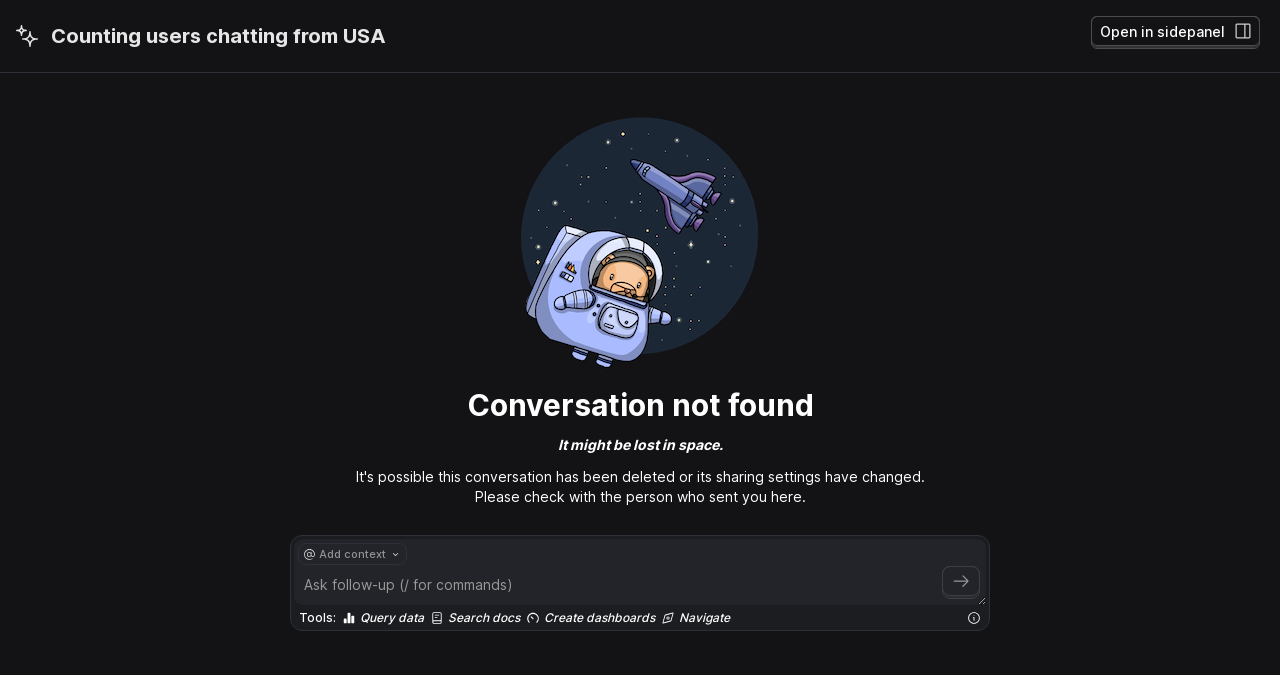 Counting users chatting from USA
Open in sidepanel
Conversation not found
It might be lost in space.
It's possible this conversation has been deleted or its sharing settings have changed.
Please check with the person who sent you here.
@ Add context
Ask follow-up (/ for commands)
Tools: Query data Search docs Create dashboards Navigate